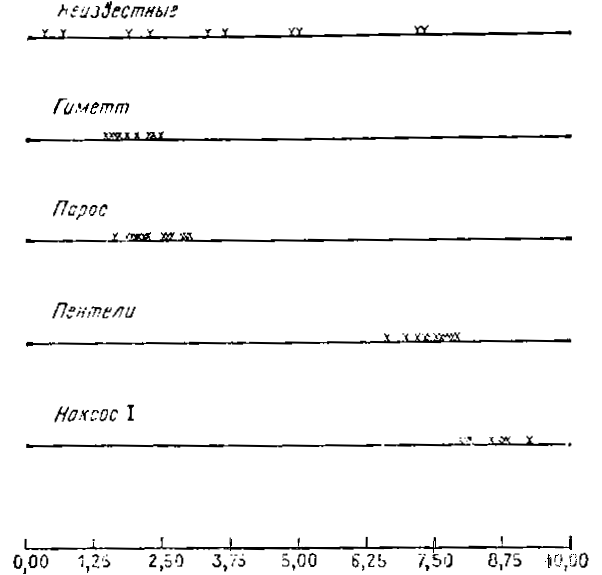 Неизвестные
Гиметт
Парос
Пентели
Наксос I
0,00 1,25 2,50 3,75 5,00 6,25 7,50 8,75 10,00